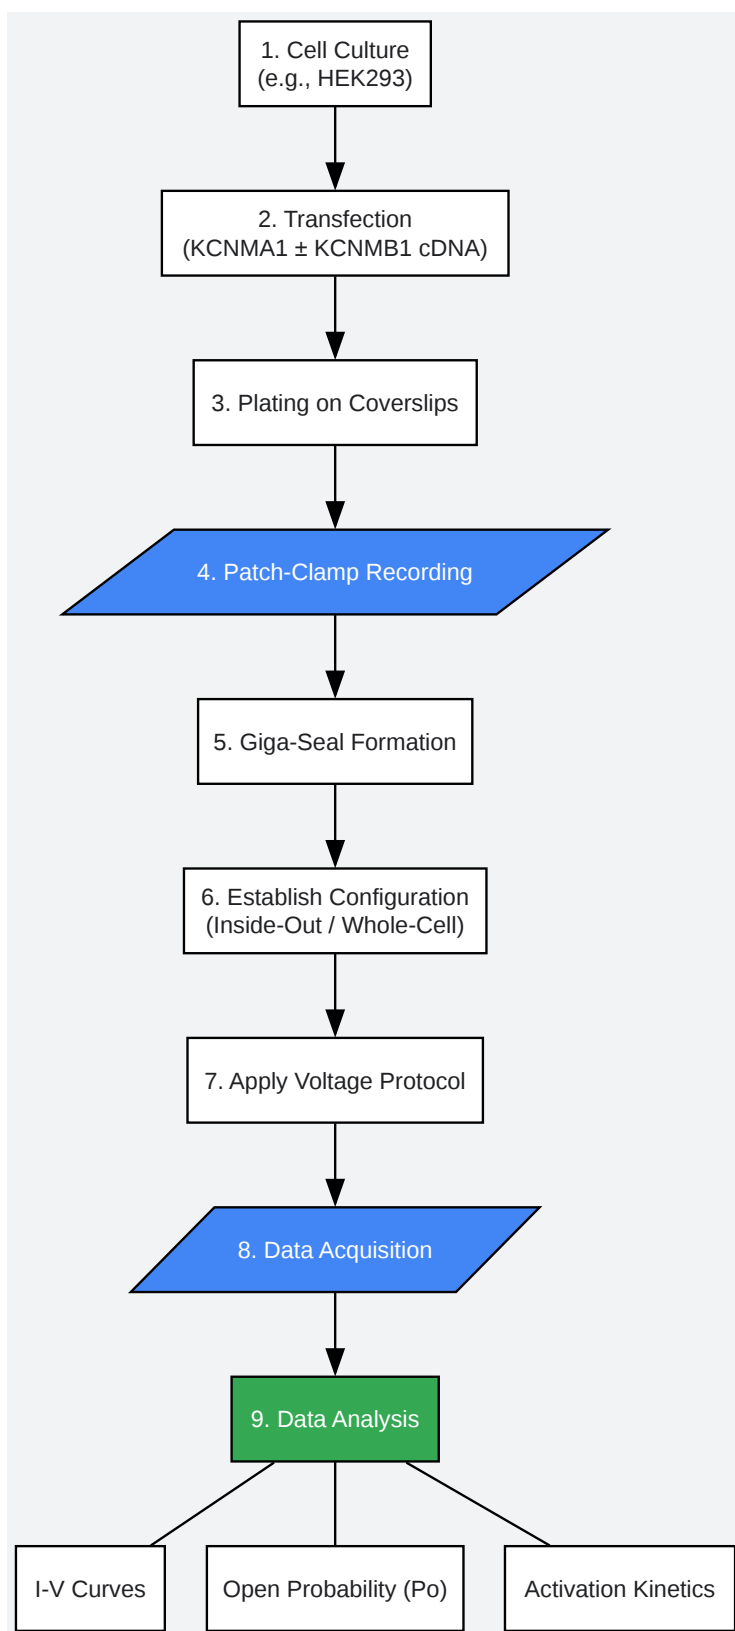 1. Cell Culture
(e.g., HEK293)
2. Transfection
(KCNMA1 ± KCNMB1 cDNA)
3. Plating on Coverslips
4. Patch-Clamp Recording
5. Giga-Seal Formation
6. Establish Configuration
(Inside-Out / Whole-Cell)
7. Apply Voltage Protocol
8. Data Acquisition
9. Data Analysis
I-V Curves
Open Probability (Po)
Activation Kinetics